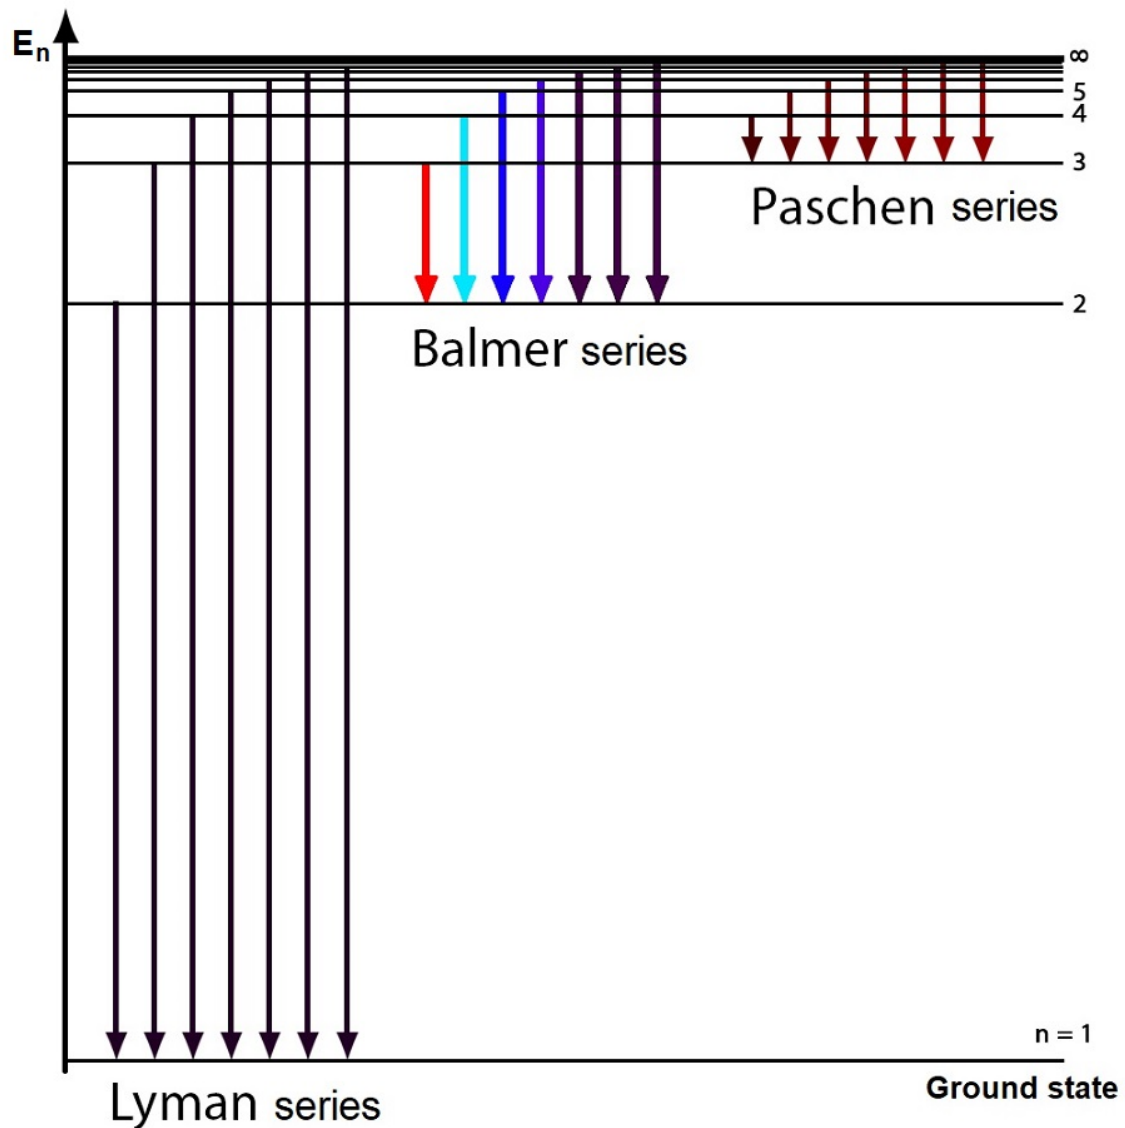 Eₙ
∞
5
4
3
Paschen series
2
Balmer series
n = 1
Ground state
Lyman series